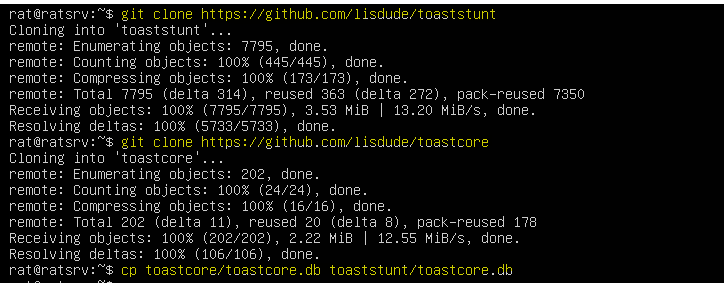 rat@ratsrv:~$ git clone https://github.com/lisdude/toaststunt
Cloning into 'toaststunt'...
remote: Enumerating objects: 7795, done.
remote: Counting objects: 100% (445/445), done.
remote: Compressing objects: 100% (173/173), done.
remote: Total 7795 (delta 314), reused 363 (delta 272), pack-reused 7350
Receiving objects: 100% (7795/7795), 3.53 MiB | 13.20 MiB/s, done.
Resolving deltas: 100% (5733/5733), done.
rat@ratsrv:~$ git clone https://github.com/lisdude/toastcore
Cloning into 'toastcore'...
remote: Enumerating objects: 202, done.
remote: Counting objects: 100% (24/24), done.
remote: Compressing objects: 100% (16/16), done.
remote: Total 202 (delta 11), reused 20 (delta 8), pack-reused 178
Receiving objects: 100% (202/202), 2.22 MiB | 12.55 MiB/s, done.
Resolving deltas: 100% (106/106), done.
rat@ratsrv:~$ cp toastcore/toastcore.db toaststunt/toastcore.db